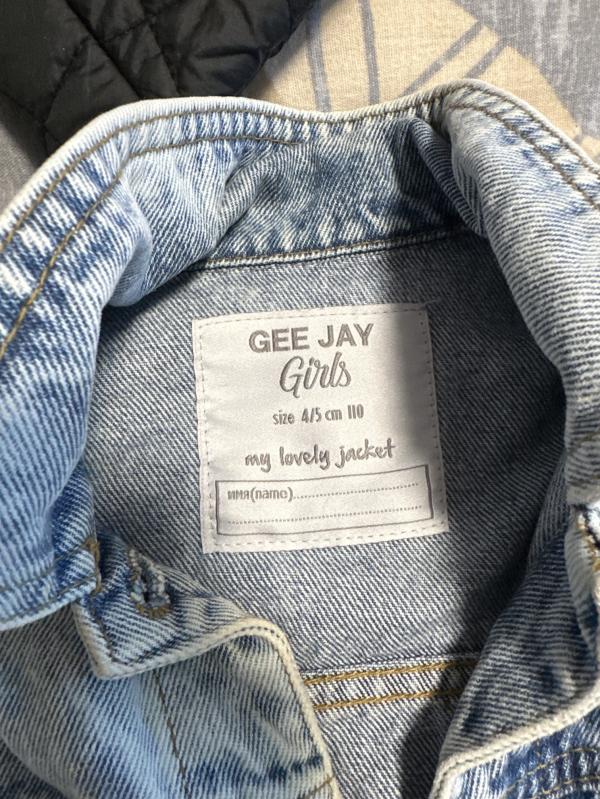 GEE JAY
Girls
size 4/5 cm 110
my lovely jacket
имя(name)